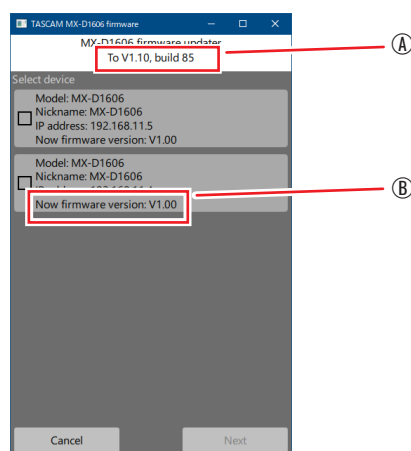 TASCAM MX-D1606 firmware
MX-D1606 firmware updater
To V1.10, build 85
Ⓐ
Select device
Model: MX-D1606
Nickname: MX-D1606
IP address: 192.168.11.5
Now firmware version: V1.00
Model: MX-D1606
Nickname: MX-D1606
Ⓑ
Now firmware version: V1.00
Cancel
Next